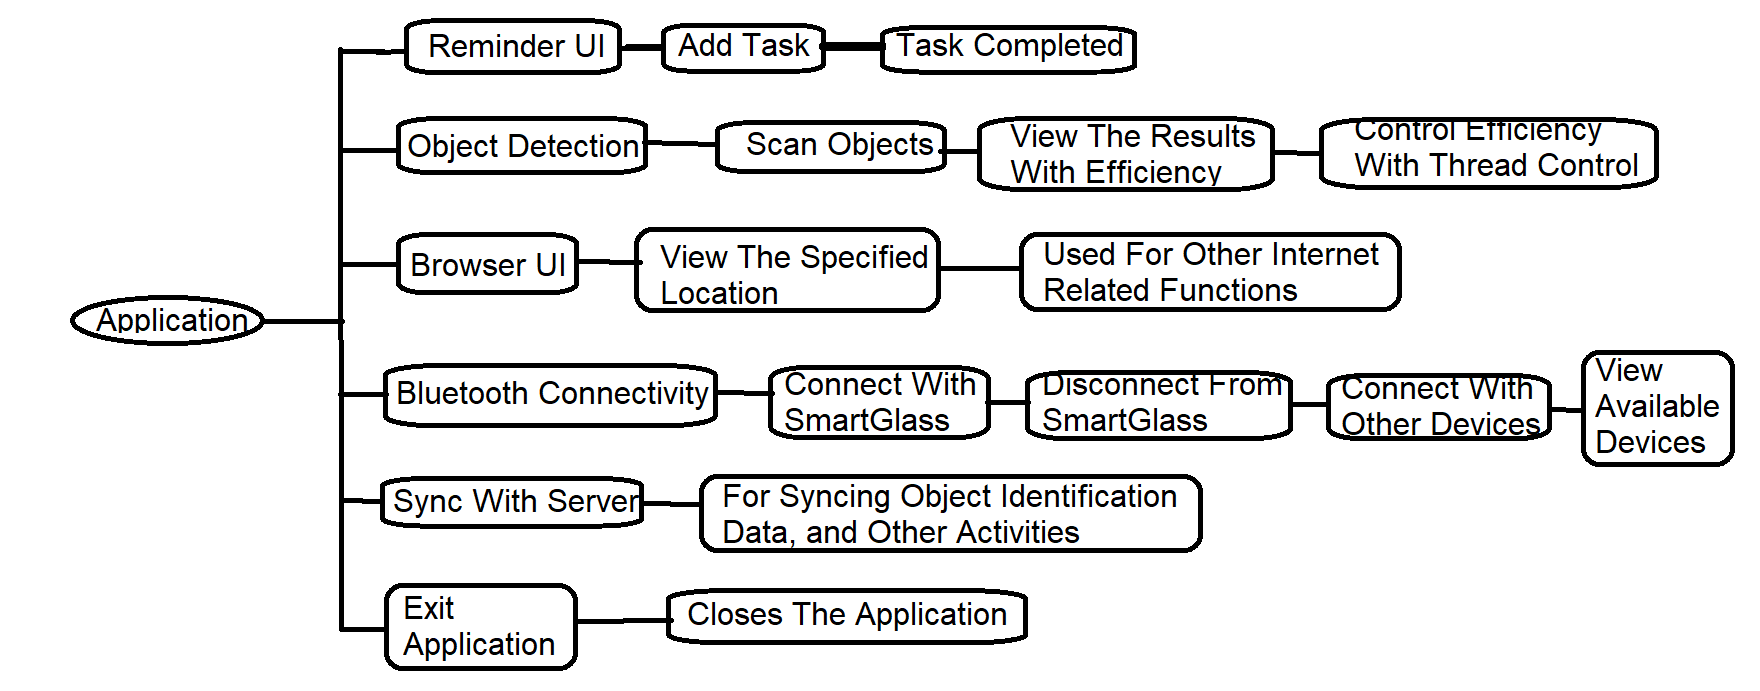 Reminder UI
Add Task
Task Completed
Object Detection
Scan Objects
View The Results
With Efficiency
Control Efficiency
With Thread Control
Browser UI
View The Specified
Location
Used For Other Internet
Related Functions
Application
Bluetooth Connectivity
Connect With
SmartGlass
Disconnect From
SmartGlass
Connect With
Other Devices
View
Available
Devices
Sync With Server
For Syncing Object Identification
Data, and Other Activities
Exit
Application
Closes The Application